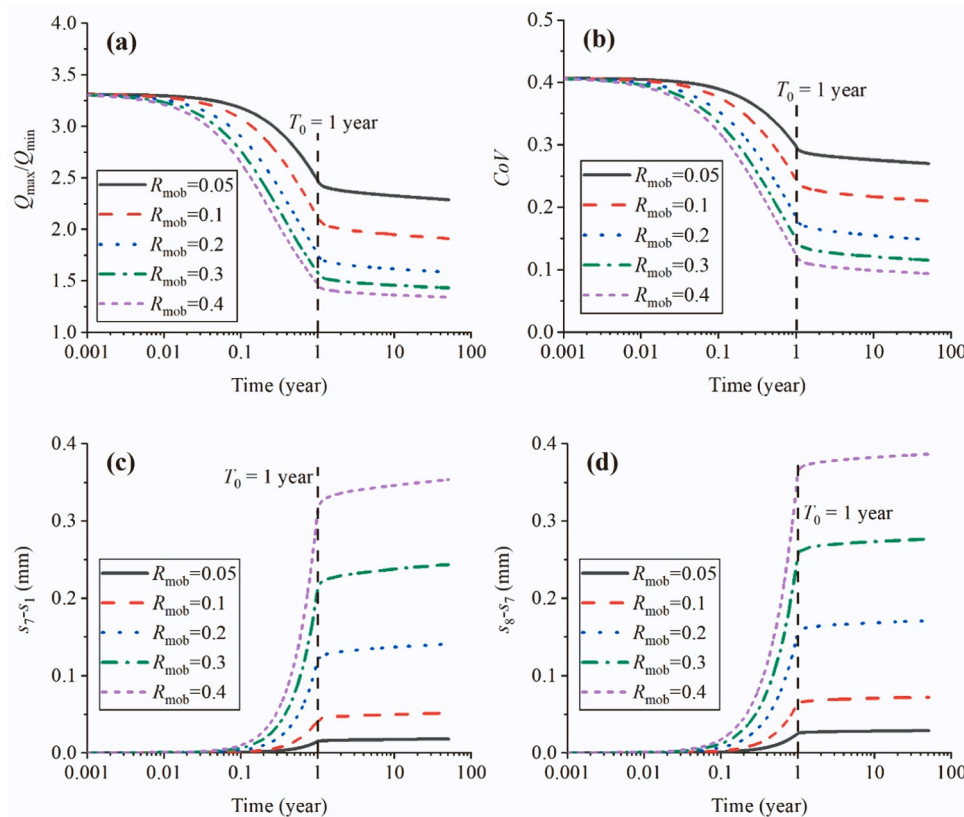 (a)
4.0
3.5
3.0
2.5
2.0
1.5
1.0
Qmax/Qmin
T0 = 1 year
Rmob=0.05
Rmob=0.1
Rmob=0.2
Rmob=0.3
Rmob=0.4
0.001 0.1 1 10 100
Time (year)
(b)
0.5
0.4
0.3
0.2
0.1
0.0
CoV
T0 = 1 year
Rmob=0.05
Rmob=0.1
Rmob=0.2
Rmob=0.3
Rmob=0.4
0.001 0.1 1 10 100
Time (year)
(c)
0.4
0.3
0.2
0.1
0.0
s7-s1 (mm)
T0 = 1 year
Rmob=0.05
Rmob=0.1
Rmob=0.2
Rmob=0.3
Rmob=0.4
0.001 0.1 1 10 100
Time (year)
(d)
0.4
0.3
0.2
0.1
0.0
s8-s7 (mm)
T0 = 1 year
Rmob=0.05
Rmob=0.1
Rmob=0.2
Rmob=0.3
Rmob=0.4
0.001 0.1 1 10 100
Time (year)